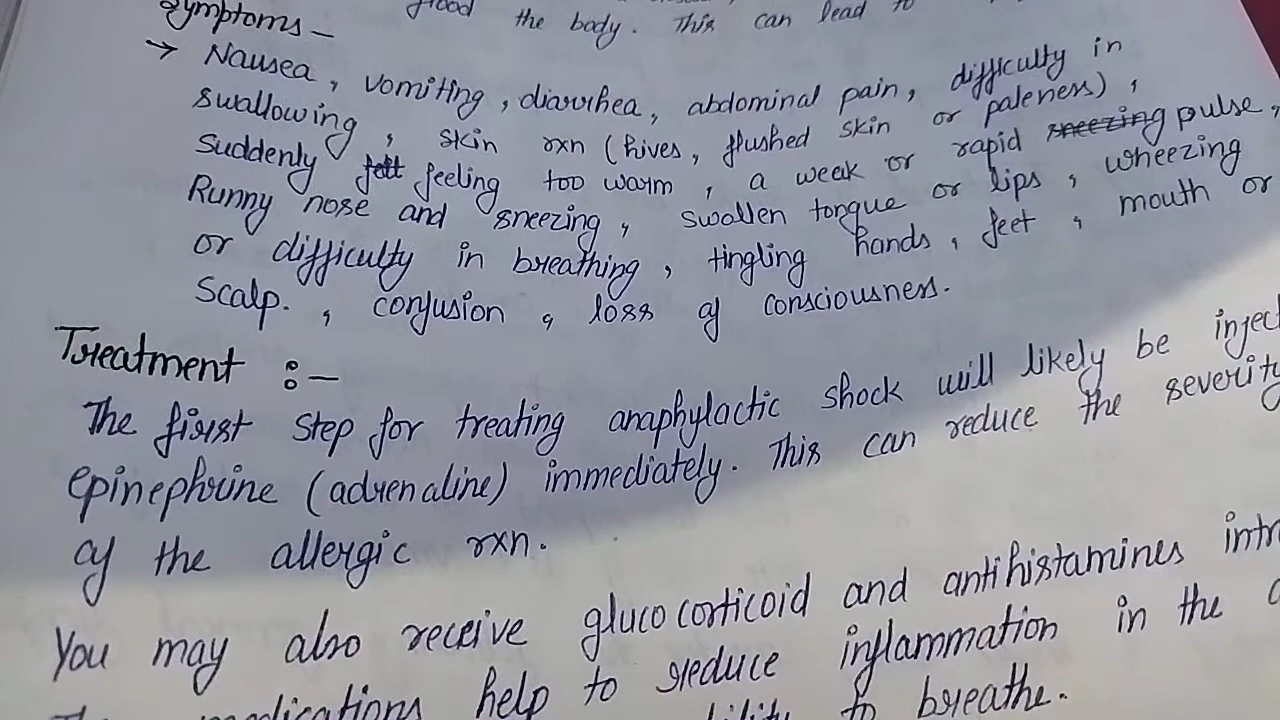 flood the body. This can lead to
Symptoms –
→ Nausea, vomiting, diarrhea, abdominal pain, difficulty in
swallowing, skin rxn (hives, flushed skin or paleness),
Suddenly felt feeling too warm, a week or rapid sneezing pulse,
Runny nose and sneezing, swollen tongue or lips, wheezing
or difficulty in breathing, tingling hands, feet, mouth or
Scalp., confusion, loss of consciousness.
Treatment :–
The first step for treating anaphylactic shock will likely be inject
epinephrine (adrenaline) immediately. This can reduce the severity
of the allergic rxn.
You may also receive glucocorticoid and antihistamines intr
medications help to reduce inflammation in the
to breathe.